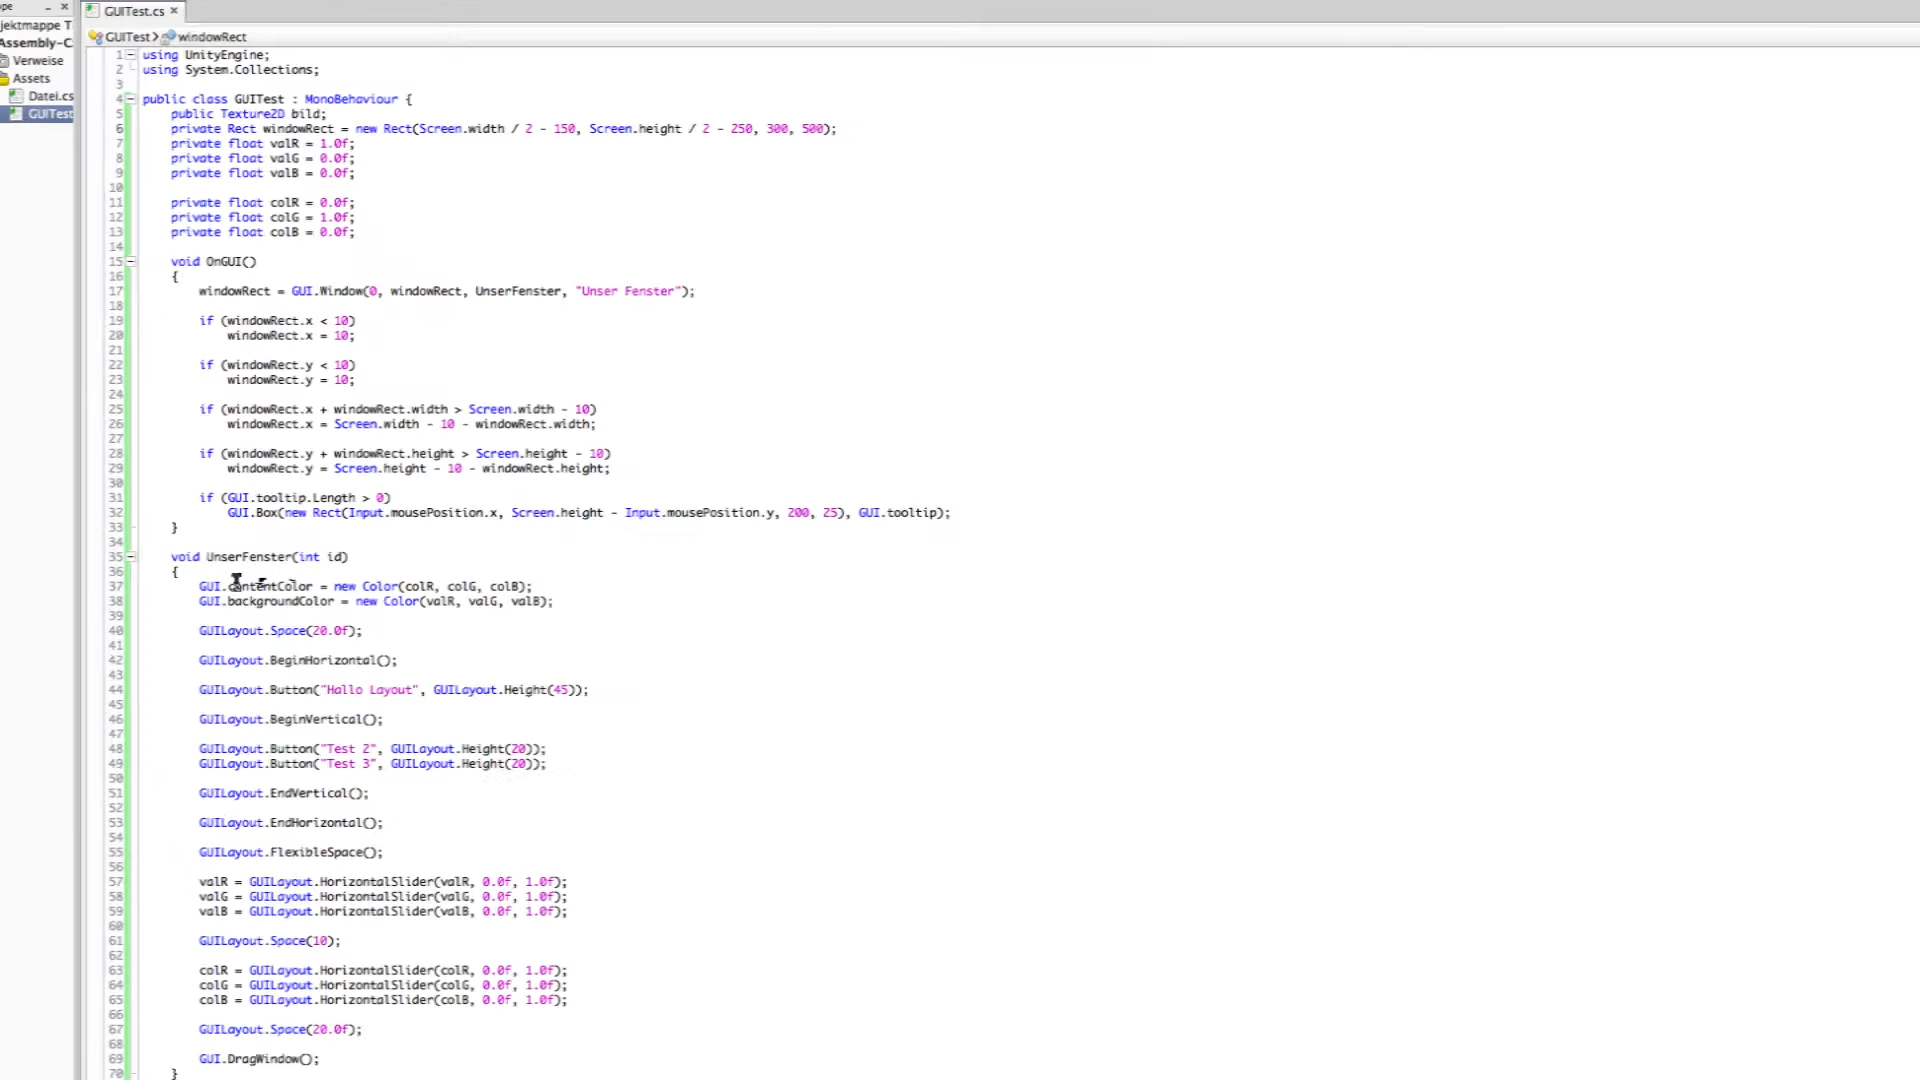 GUITest.cs
GUITest
windowRect
jektmappe T
Assembly-C
Verweise
Assets
Datei.cs
GUITest
1 using UnityEngine;
2 using System.Collections;
3
4 public class GUITest : MonoBehaviour {
5 public Texture2D bild;
6 private Rect windowRect = new Rect(Screen.width / 2 - 150, Screen.height / 2 - 250, 300, 500);
7 private float valR = 1.0f;
8 private float valG = 0.0f;
9 private float valB = 0.0f;
10
11 private float colR = 0.0f;
12 private float colG = 1.0f;
13 private float colB = 0.0f;
14
15 void OnGUI()
16 {
17 windowRect = GUI.Window(0, windowRect, UnserFenster, "Unser Fenster");
18
19 if (windowRect.x < 10)
20 windowRect.x = 10;
21
22 if (windowRect.y < 10)
23 windowRect.y = 10;
24
25 if (windowRect.x + windowRect.width > Screen.width - 10)
26 windowRect.x = Screen.width - 10 - windowRect.width;
27
28 if (windowRect.y + windowRect.height > Screen.height - 10)
29 windowRect.y = Screen.height - 10 - windowRect.height;
30
31 if (GUI.tooltip.Length > 0)
32 GUI.Box(new Rect(Input.mousePosition.x, Screen.height - Input.mousePosition.y, 200, 25), GUI.tooltip);
33 }
34
35 void UnserFenster(int id)
36 {
37 GUI.contentColor = new Color(colR, colG, colB);
38 GUI.backgroundColor = new Color(valR, valG, valB);
39
40 GUILayout.Space(20.0f);
41
42 GUILayout.BeginHorizontal();
43
44 GUILayout.Button("Hallo Layout", GUILayout.Height(45));
45
46 GUILayout.BeginVertical();
47
48 GUILayout.Button("Test 2", GUILayout.Height(20));
49 GUILayout.Button("Test 3", GUILayout.Height(20));
50
51 GUILayout.EndVertical();
52
53 GUILayout.EndHorizontal();
54
55 GUILayout.FlexibleSpace();
56
57 valR = GUILayout.HorizontalSlider(valR, 0.0f, 1.0f);
58 valG = GUILayout.HorizontalSlider(valG, 0.0f, 1.0f);
59 valB = GUILayout.HorizontalSlider(valB, 0.0f, 1.0f);
60
61 GUILayout.Space(10);
62
63 colR = GUILayout.HorizontalSlider(colR, 0.0f, 1.0f);
64 colG = GUILayout.HorizontalSlider(colG, 0.0f, 1.0f);
65 colB = GUILayout.HorizontalSlider(colB, 0.0f, 1.0f);
66
67 GUILayout.Space(20.0f);
68
69 GUI.DragWindow();
70 }